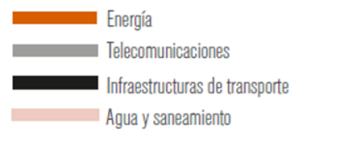 Energía
Telecomunicaciones
Infraestructuras de transporte
Agua y saneamiento